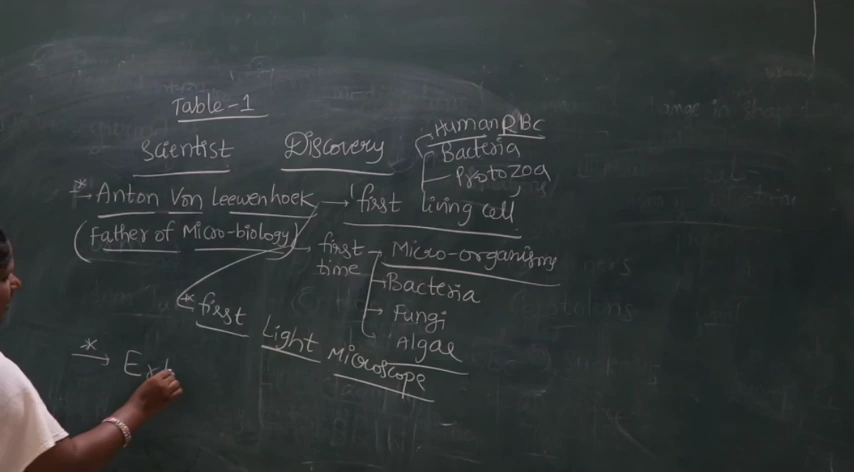 Table-1
Scientist Discovery
Human RBC
Bacteria
Protozoa
* Anton Von Leewenhoek → first living cell
(Father of Micro-biology)
→ first time Micro-organisms
→ Bacteria
→ Fungi
→ Algae
* first Light Microscope
* →